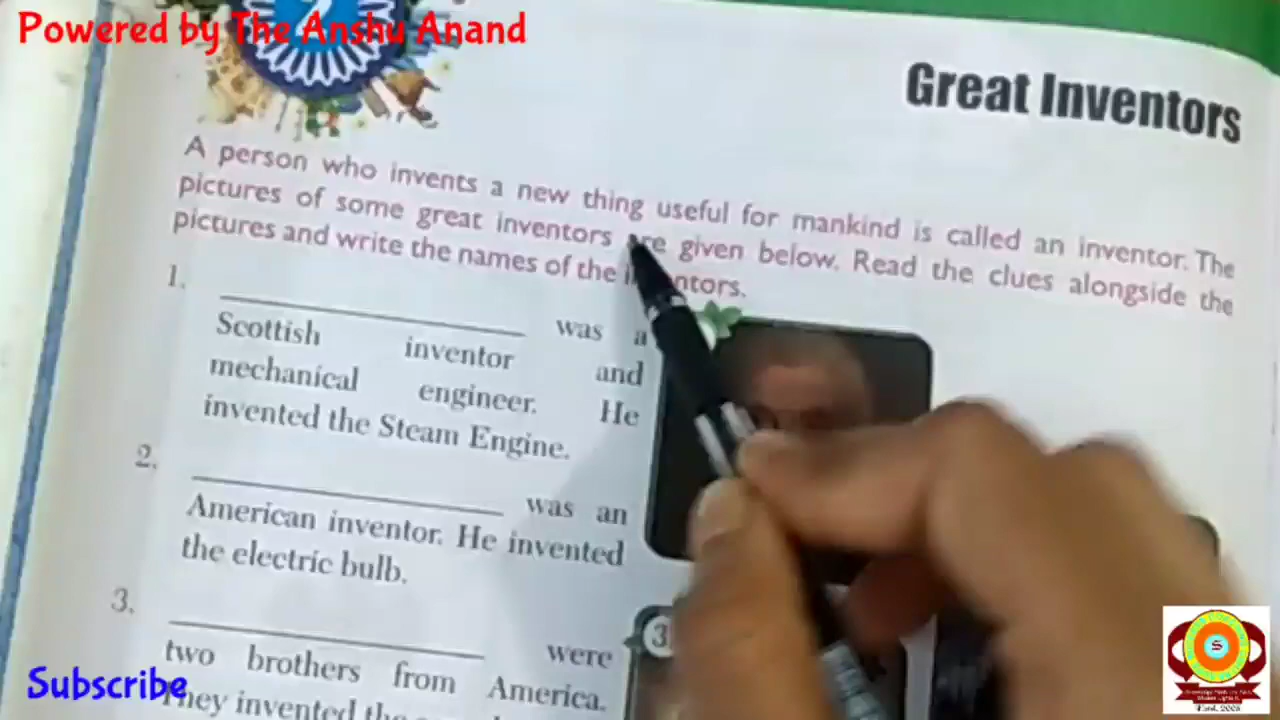 Powered by The Anshu Anand
2
Great Inventors
A person who invents a new thing useful for mankind is called an inventor. The
pictures of some great inventors are given below. Read the clues alongside the
pictures and write the names of the inventors.
1.
was a
Scottish inventor and
mechanical engineer. He
invented the Steam Engine.
2.
was an
American inventor. He invented
the electric bulb.
3.
were
two brothers from America.
They invented the
3
Subscribe
S